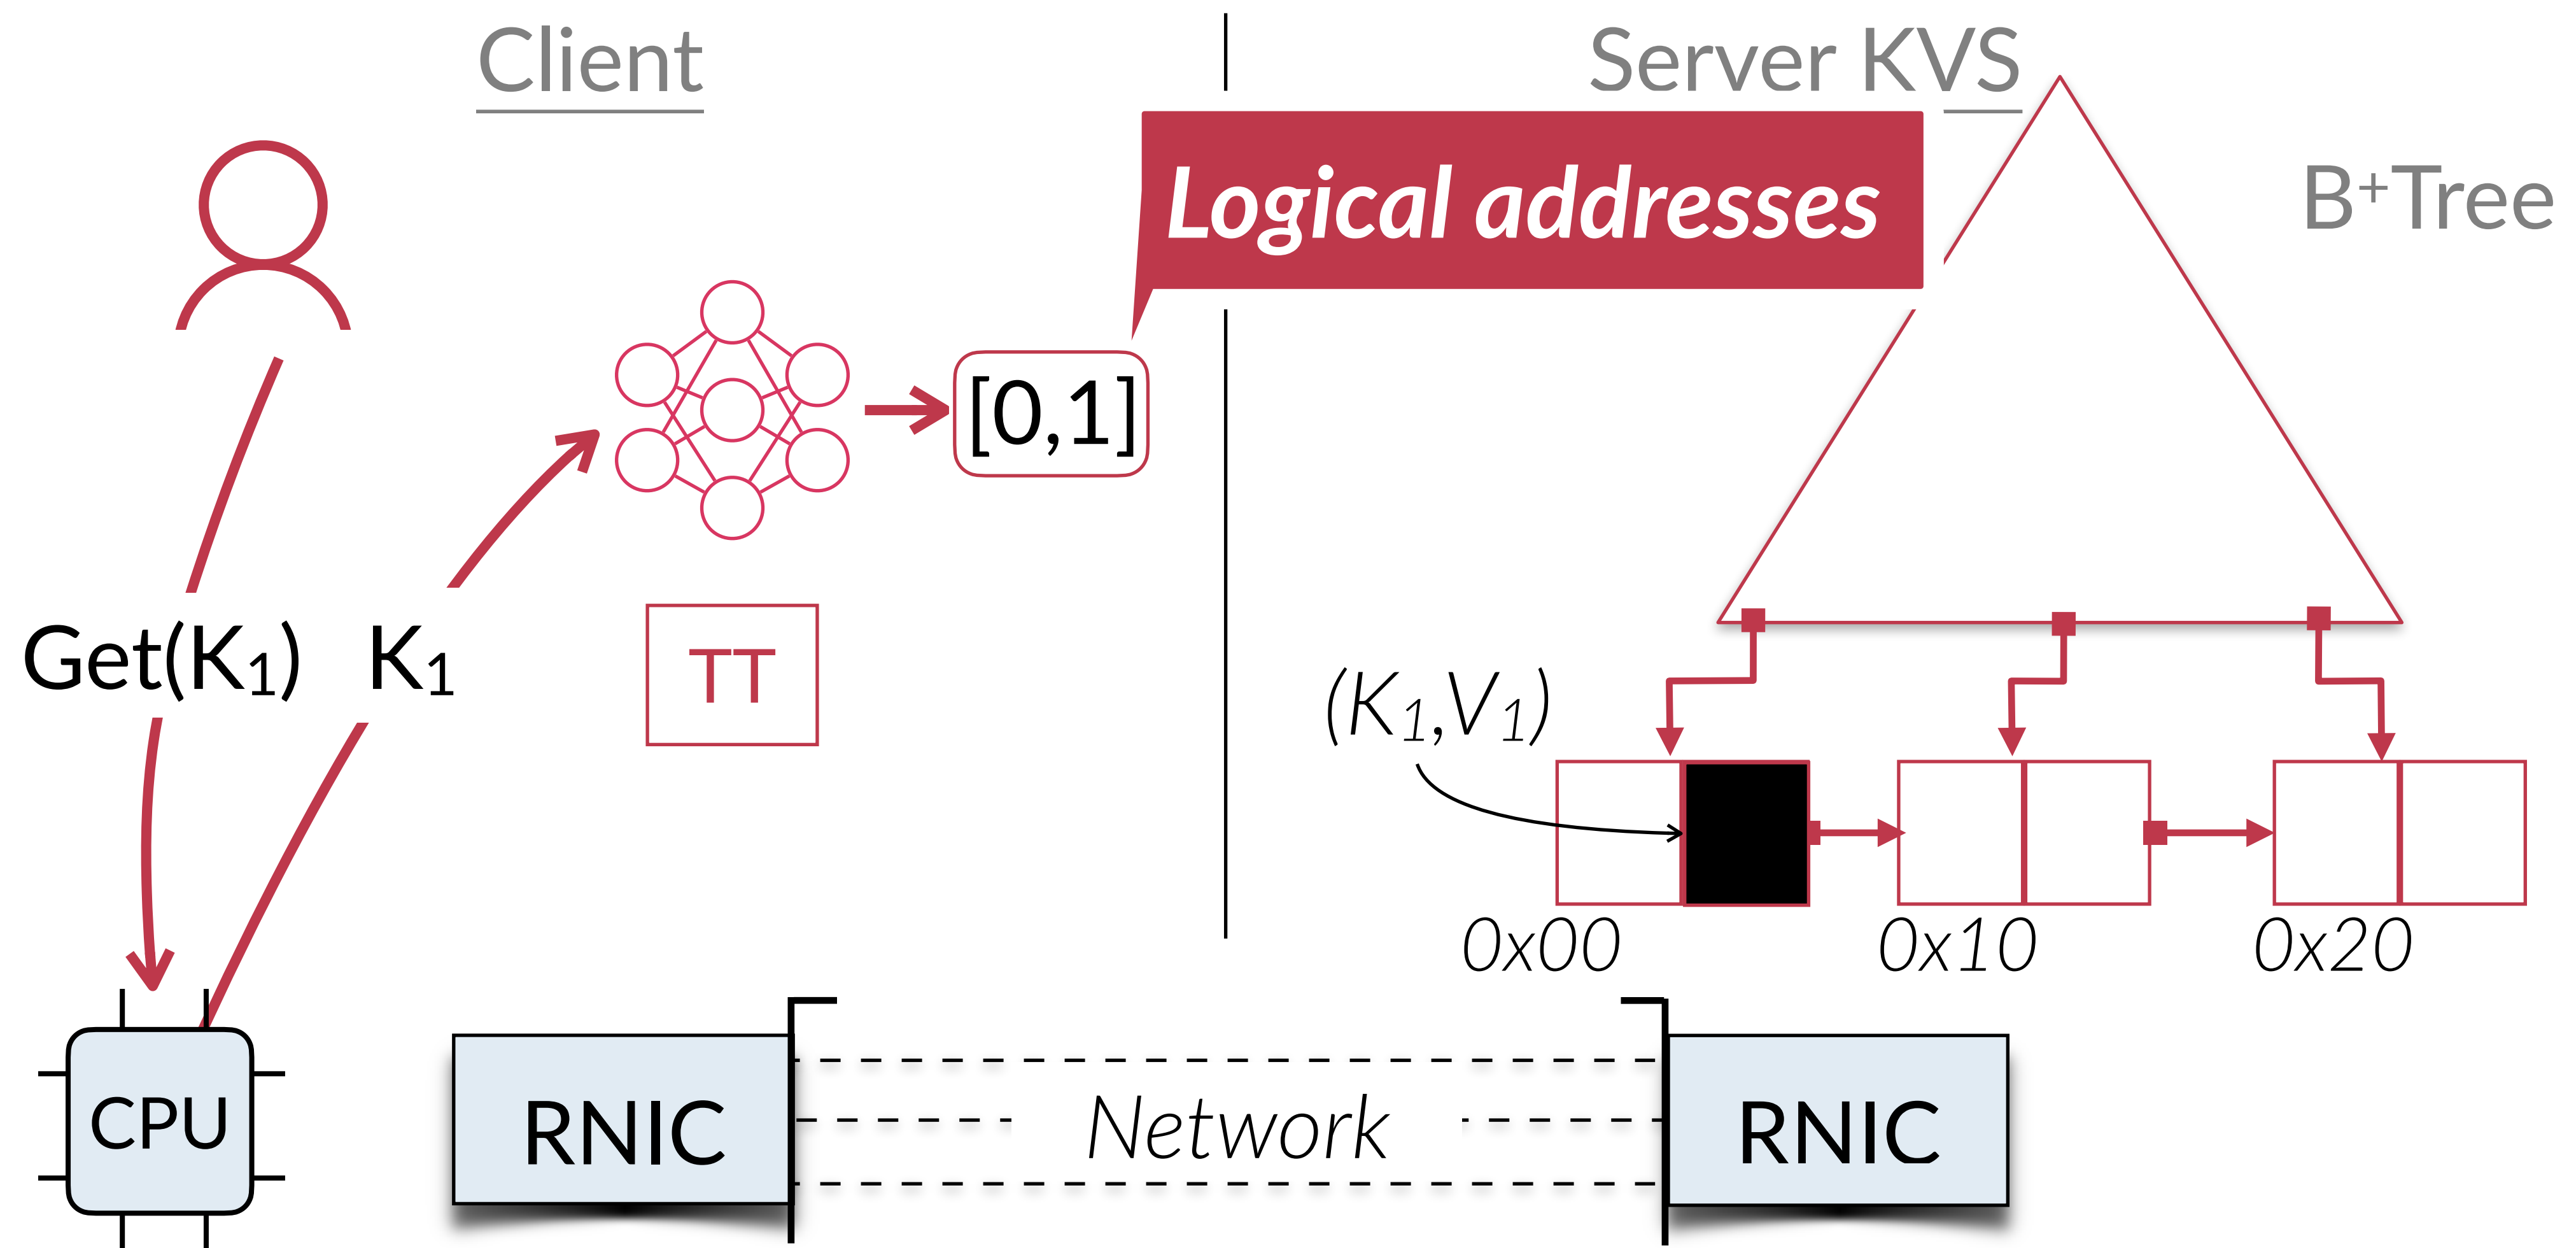 Client
Server KVS
Logical addresses
B⁺Tree
[0,1]
Get(K₁)
K₁
TT
(K₁,V₁)
0x00
0x10
0x20
CPU
RNIC
Network
RNIC